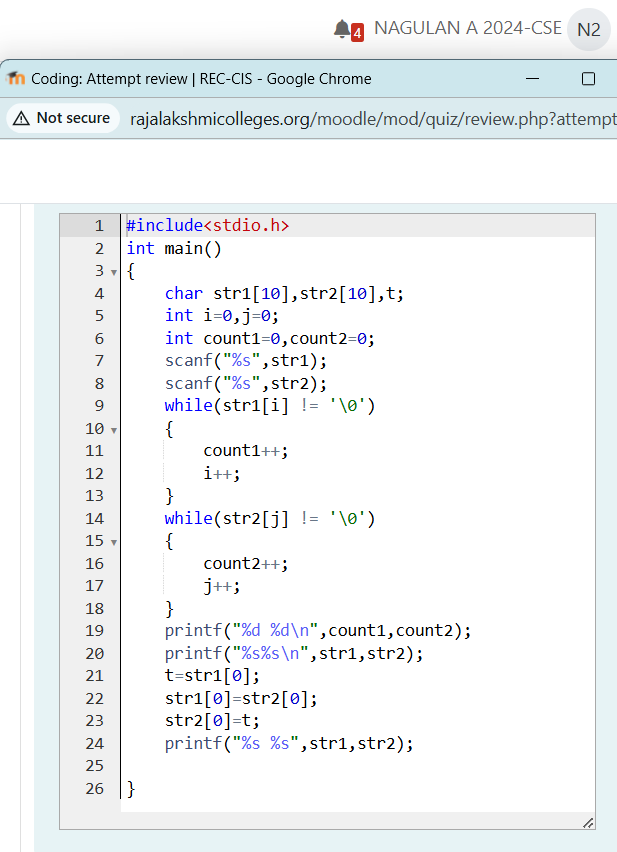 4 NAGULAN A 2024-CSE N2
Coding: Attempt review | REC-CIS - Google Chrome
Not secure rajalakshmicolleges.org/moodle/mod/quiz/review.php?attempt
1 #include<stdio.h>
2 int main()
3 {
4 char str1[10],str2[10],t;
5 int i=0,j=0;
6 int count1=0,count2=0;
7 scanf("%s",str1);
8 scanf("%s",str2);
9 while(str1[i] != '\0')
10 {
11 count1++;
12 i++;
13 }
14 while(str2[j] != '\0')
15 {
16 count2++;
17 j++;
18 }
19 printf("%d %d\n",count1,count2);
20 printf("%s%s\n",str1,str2);
21 t=str1[0];
22 str1[0]=str2[0];
23 str2[0]=t;
24 printf("%s %s",str1,str2);
25
26 }